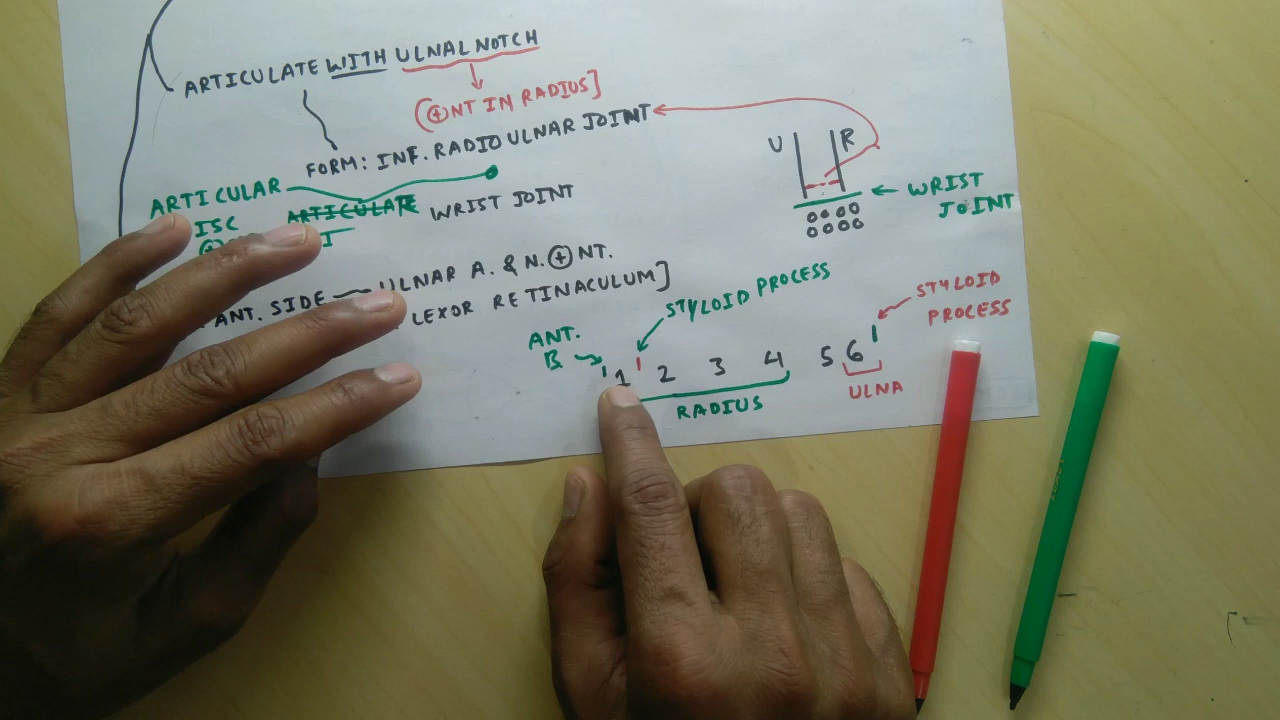 ARTICULATE WITH ULNAL NOTCH
(⊕NT IN RADIUS]
FORM: INF. RADIO ULNAR JOINT
U R
WRIST JOINT
ARTICULAR
ISC
ARTICULATE WRIST JOINT
ANT. SIDE — ULNAR A. & N. ⊕NT.
LEXOR RETINACULUM]
STYLOID PROCESS
STYLOID PROCESS
ANT.
B
1 2 3 4 5 6
RADIUS
ULNA